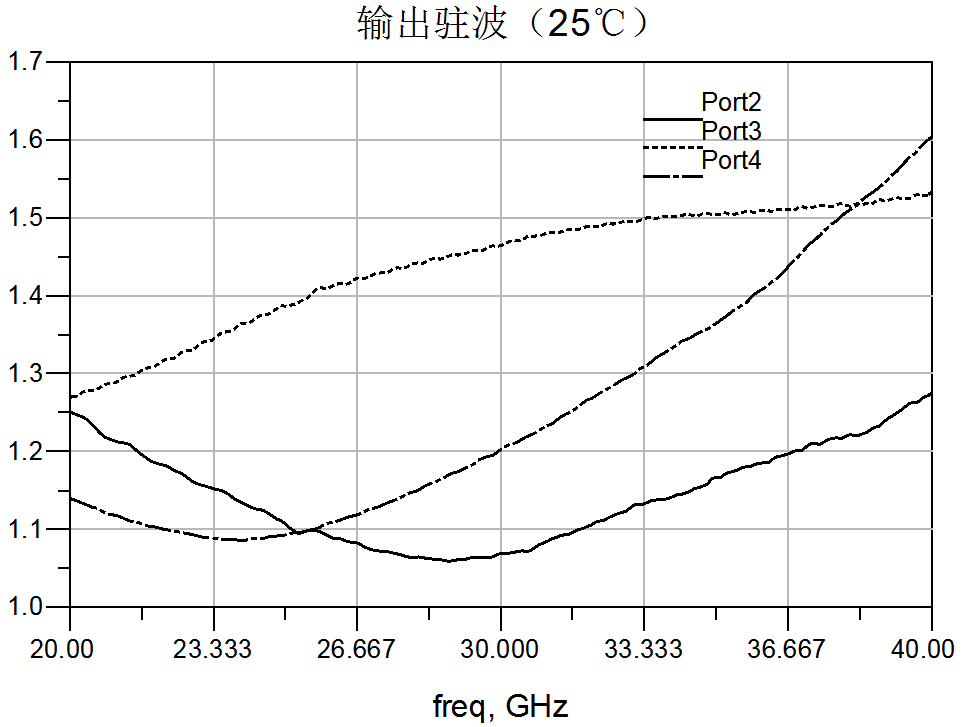 输出驻波（25℃）
1.7
Port2
Port3
1.6
Port4
1.5
1.4
1.3
1.2
1.1
1.0
20.00 23.333 26.667 30.000 33.333 36.667 40.00
freq, GHz